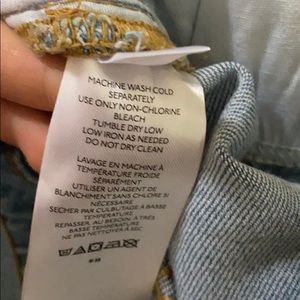 MACHINE WASH COLD
SEPARATELY
USE ONLY NON-CHLORINE
BLEACH
TUMBLE DRY LOW
LOW IRON AS NEEDED
DO NOT DRY CLEAN
LAVAGE EN MACHINE À
TEMPÉRATURE FROIDE
SÉPARÉMENT
UTILISER UN AGENT DE
BLANCHIMENT SANS CHLORE SI
NÉCESSAIRE
SECHER PAR CULBUTAGE À BASSE
TEMPÉRATURE
REPASSER, AU BESOIN À TRÈS
BASSE TEMPÉRATURE
NE PAS NETTOYER À SEC